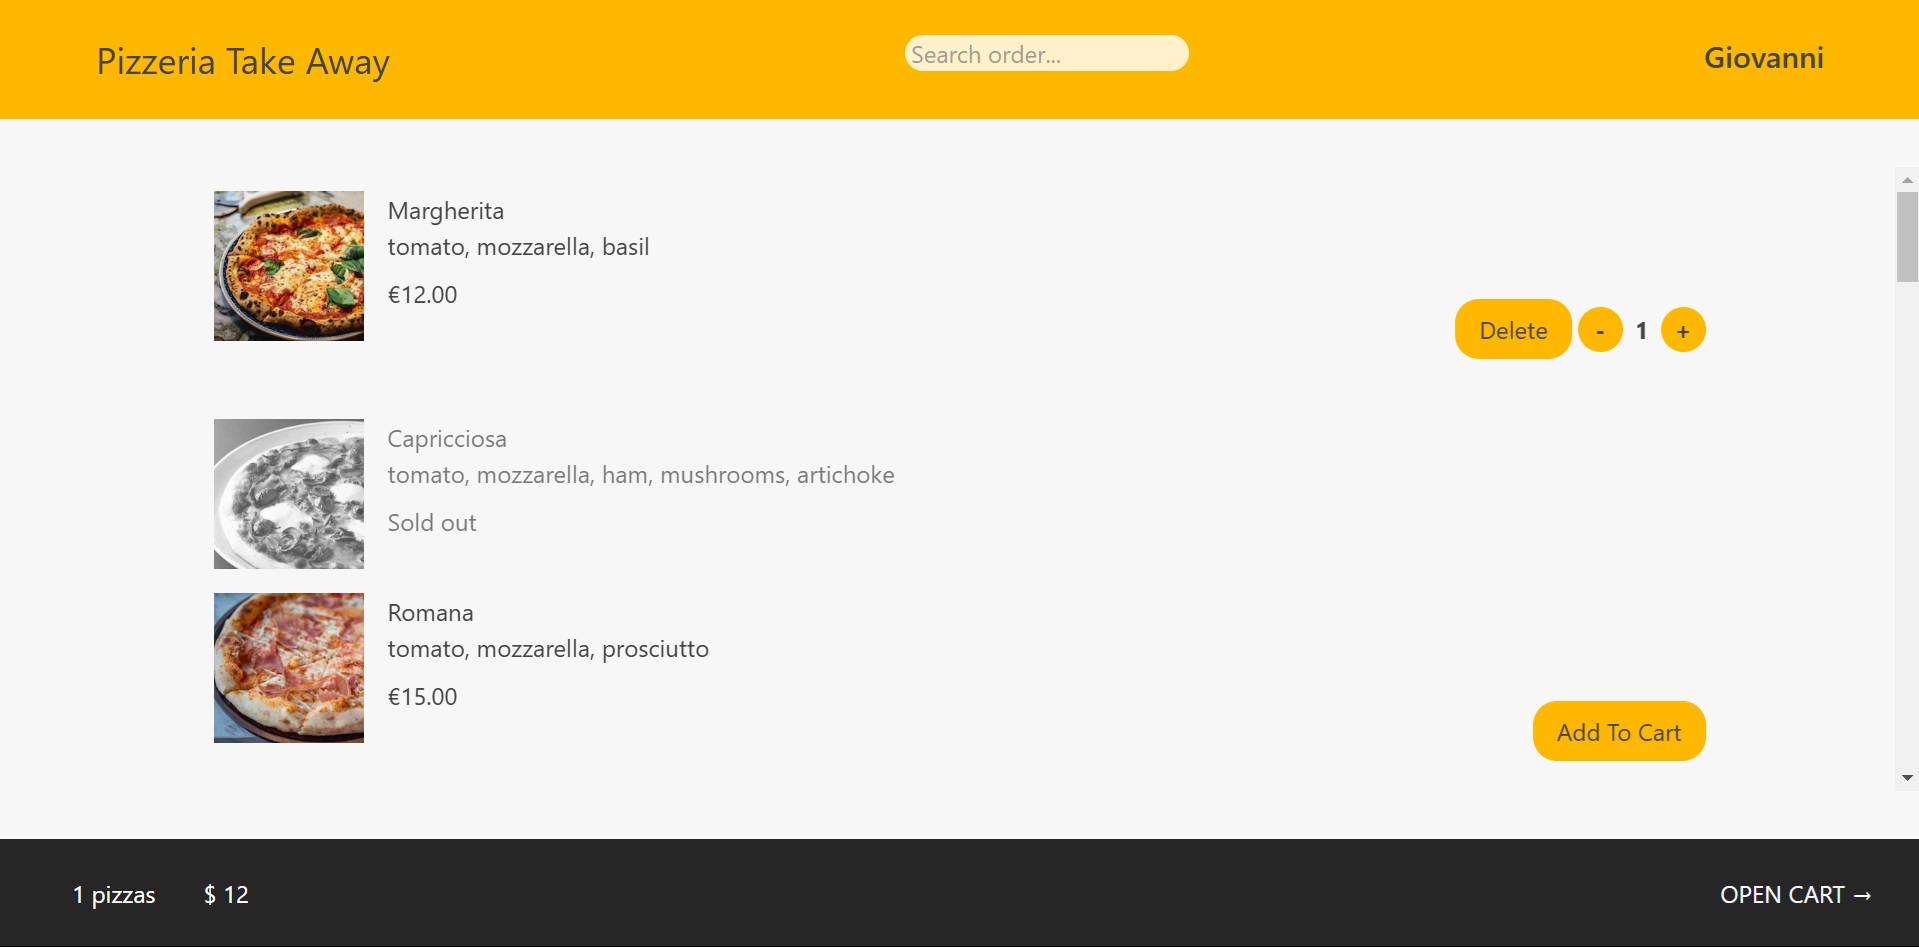 Pizzeria Take Away
Search order...
Giovanni
Margherita
tomato, mozzarella, basil
€12.00
Delete - 1 +
Capricciosa
tomato, mozzarella, ham, mushrooms, artichoke
Sold out
Romana
tomato, mozzarella, prosciutto
€15.00
Add To Cart
1 pizzas $ 12
OPEN CART →